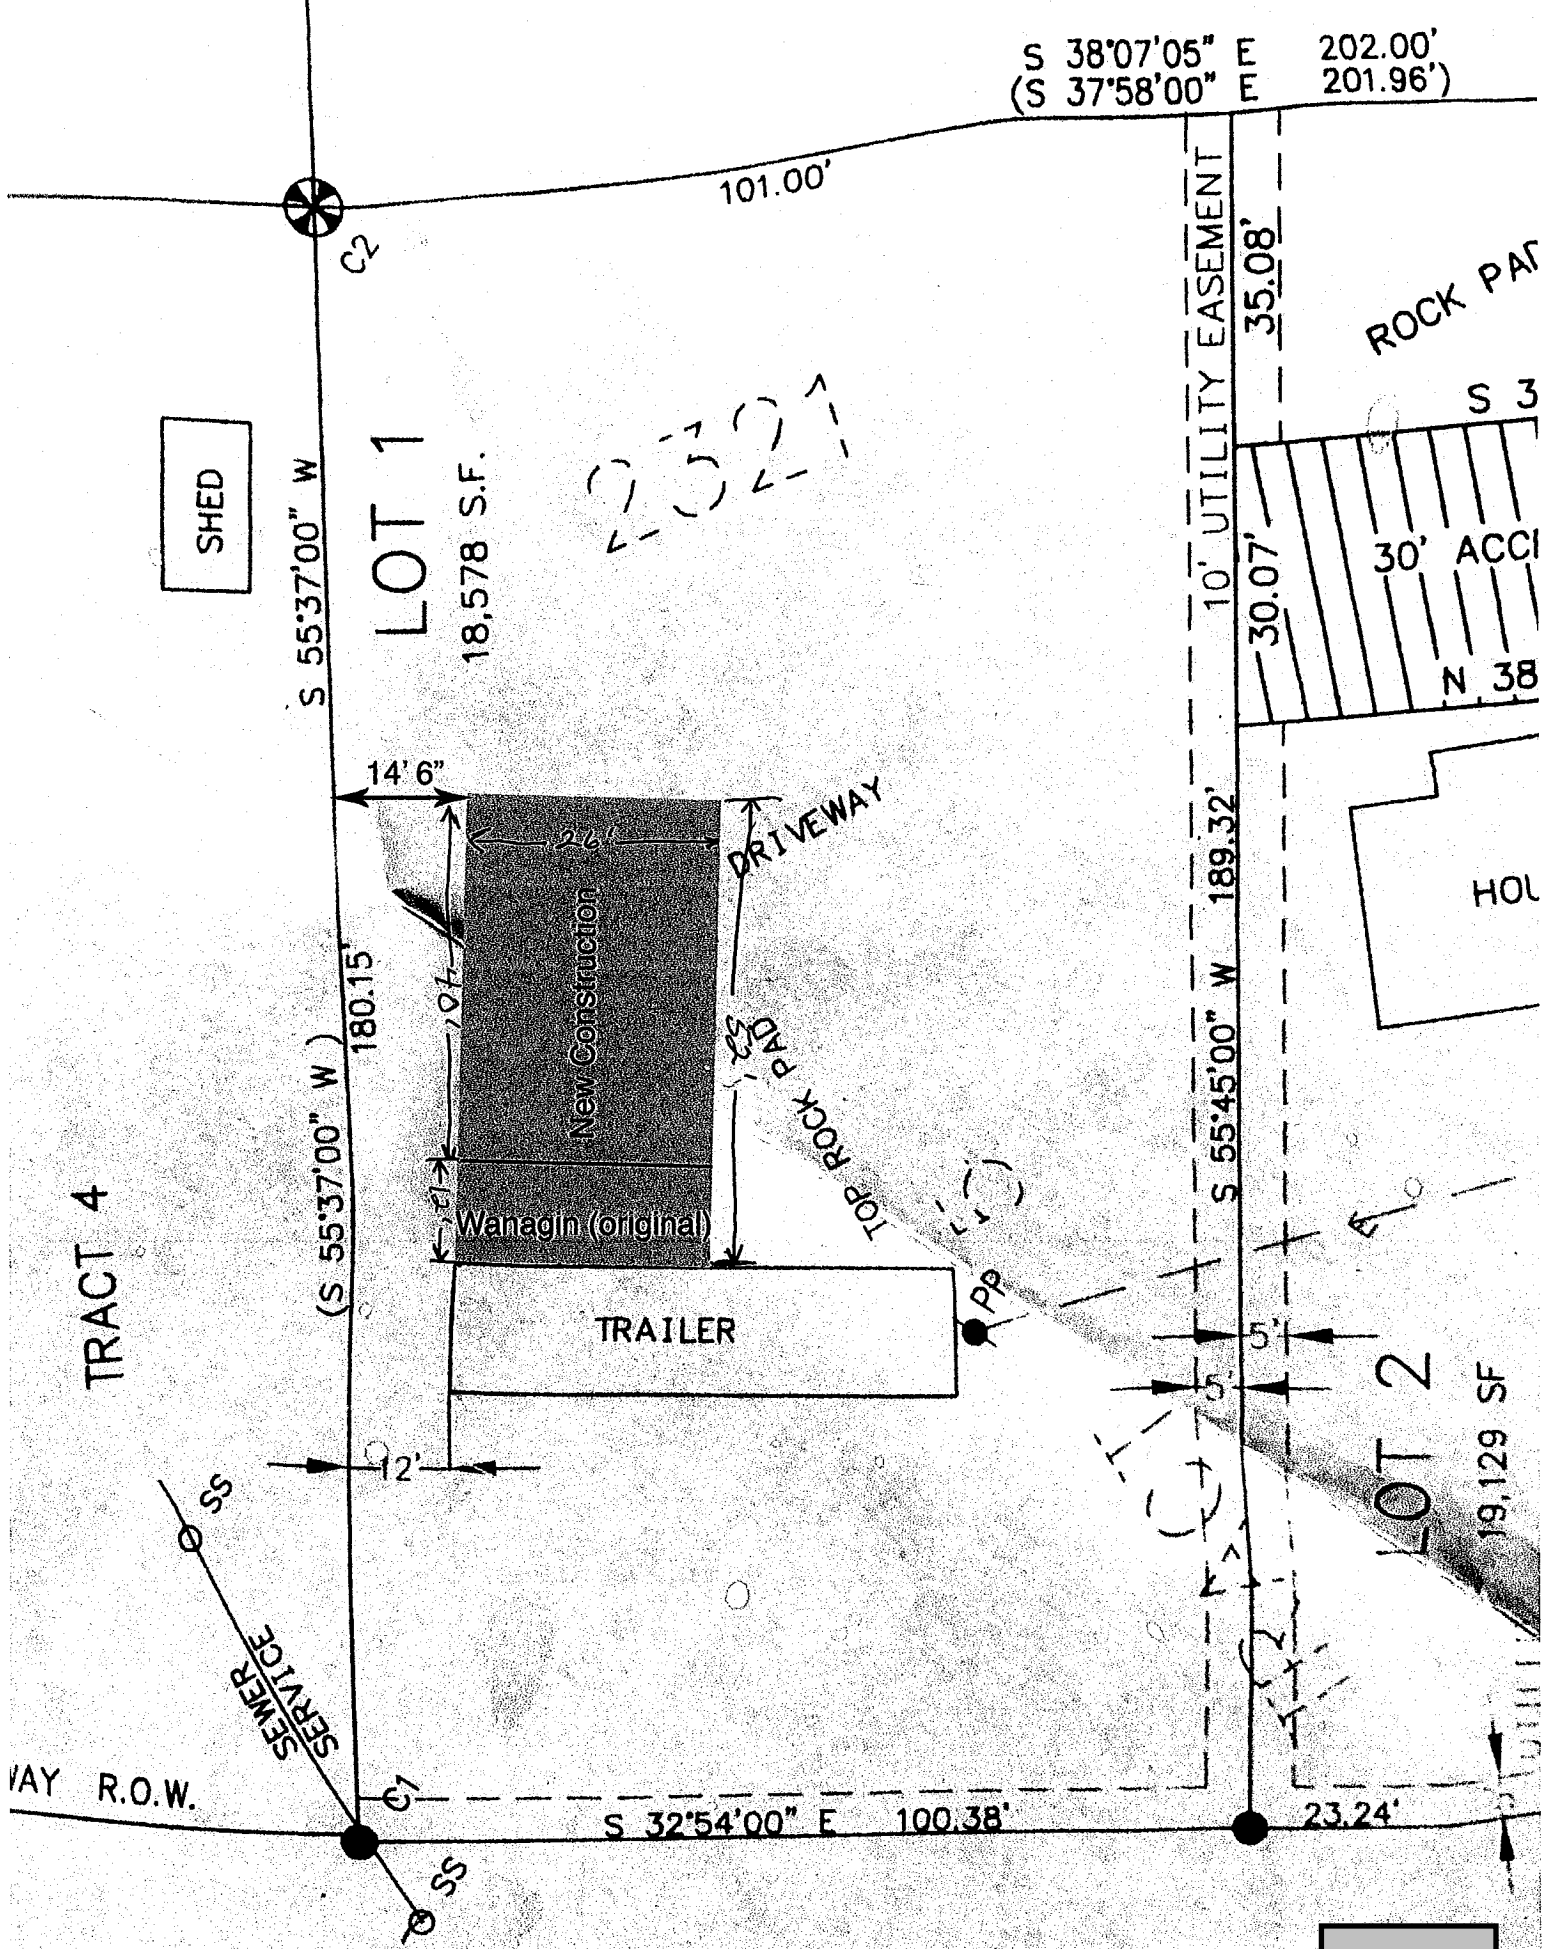 S 38°07'05" E 202.00'
(S 37°58'00" E 201.96')
101.00'
C2
10' UTILITY EASEMENT
35.08'
ROCK
S 3
SHED
S 55°37'00" W
LOT 1
18,578 S.F.
2321
30.07'
30'
N 38
14' 6"
26'
DRIVEWAY
189.32'
180.15'
40'
New Construction
52'
TOP ROCK PAD
S 55°45'00" W
(S 55°37'00" W )
TRACT 4
12'
Wanagin (original)
TRAILER
PP
5'
5'
LOT 2
19,129 SF
12'
SS
SEWER
SERVICE
R.O.W.
C1
S 32°54'00" E 100.38'
23.24'
SS